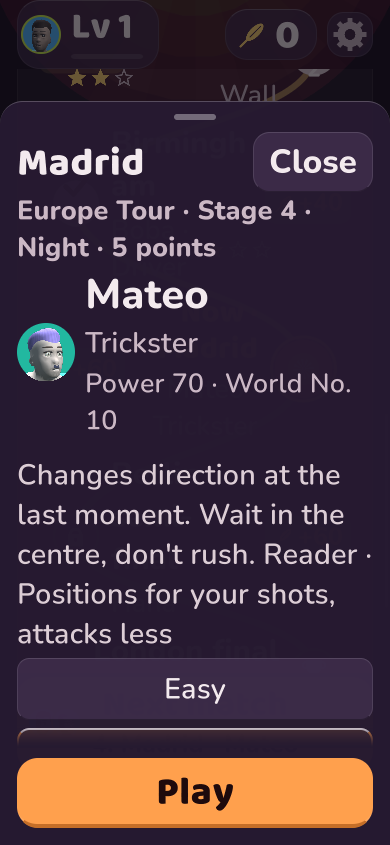 Lv 1
0
Wall
Madrid
Close
Europe Tour · Stage 4 ·
Night · 5 points
Mateo
Trickster
Power 70 · World No.
10
Changes direction at the
last moment. Wait in the
centre, don't rush. Reader ·
Positions for your shots,
attacks less
Easy
Play